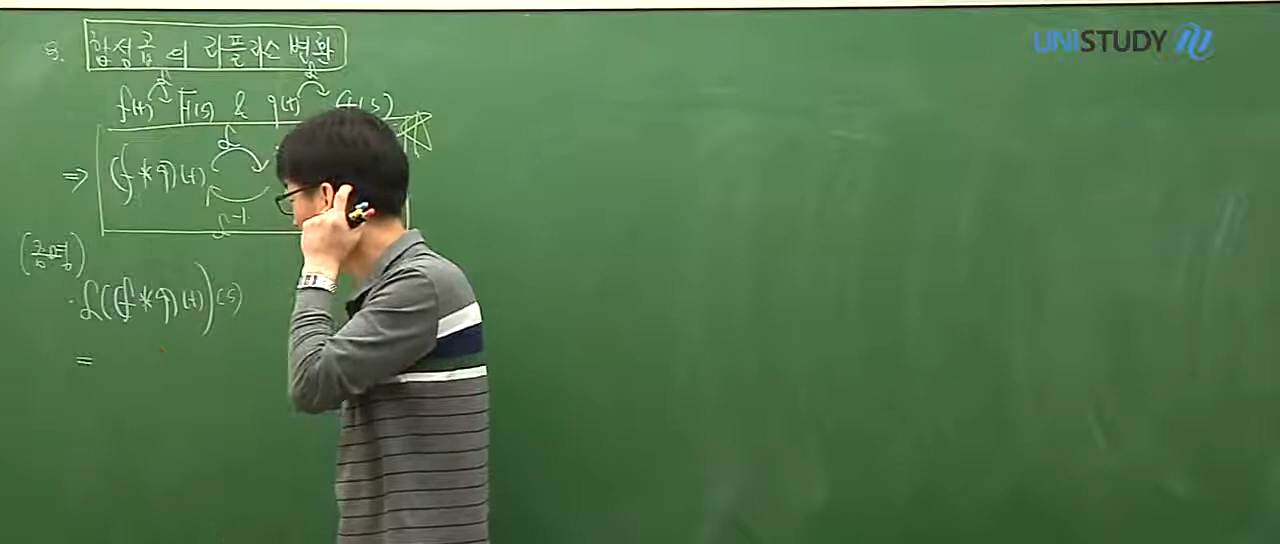 UNISTUDY
8. 합성곱의 라플라스 변환
ℒ ℒ
f(t) F(s) & g(t) G(s)
⇒ (f*g)(t) ℒ
ℒ⁻¹
(증명)
ℒ((f*g)(t))(s)
=